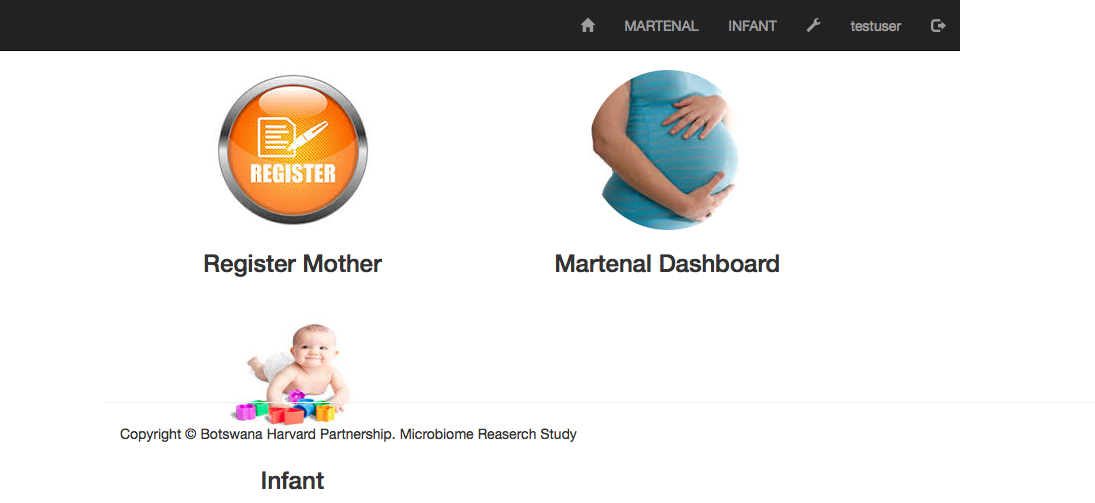 MARTENAL INFANT testuser
REGISTER
Register Mother
Martenal Dashboard
Copyright © Botswana Harvard Partnership. Microbiome Reaserch Study
Infant